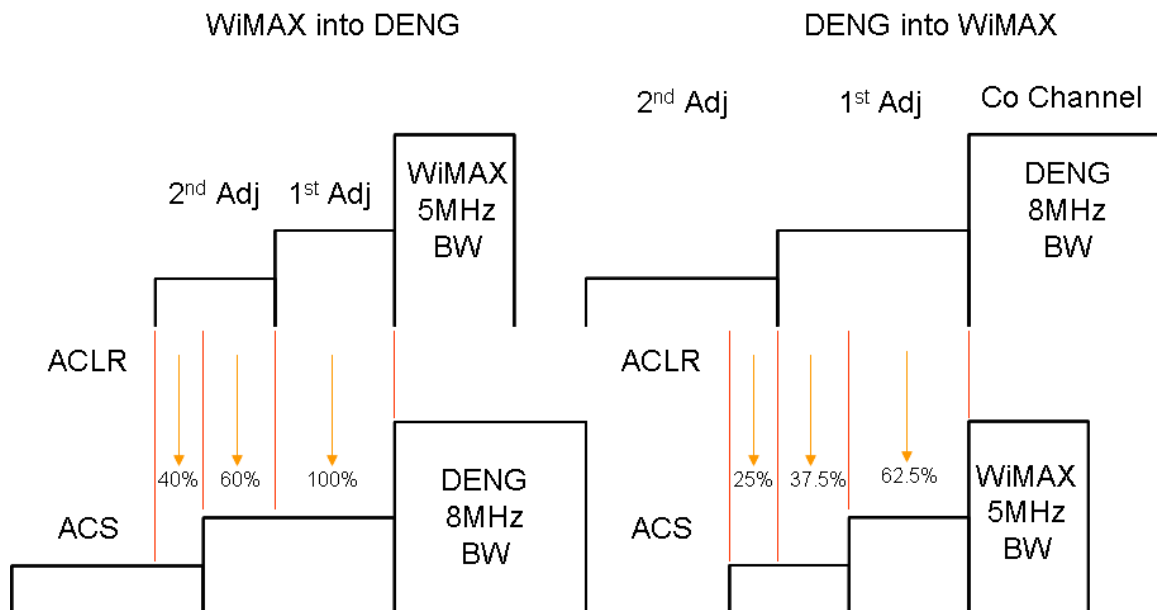 WiMAX into DENG
DENG into WiMAX
2nd Adj
1st Adj
Co Channel
2nd Adj
1st Adj
WiMAX
5MHz
BW
DENG
8MHz
BW
ACLR
ACLR
40%
60%
100%
DENG
8MHz
BW
25%
37.5%
62.5%
WiMAX
5MHz
BW
ACS
ACS